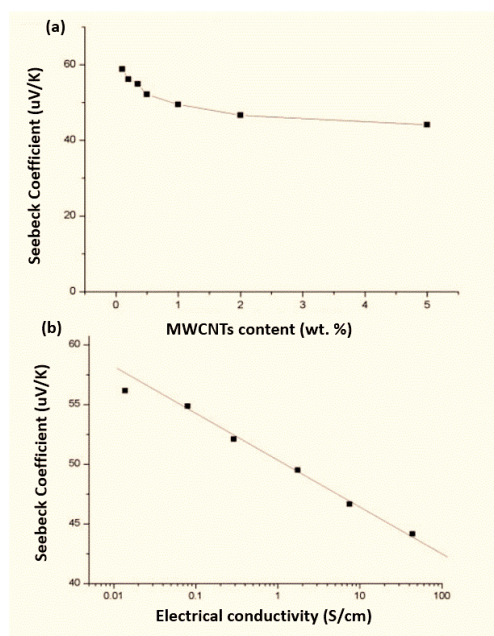 (a)
Seebeck Coefficient (uV/K)
60
40
20
0
0 1 2 3 4 5
MWCNTs content (wt. %)
(b)
Seebeck Coefficient (uV/K)
60
55
50
45
40
0.01 0.1 1 10 100
Electrical conductivity (S/cm)